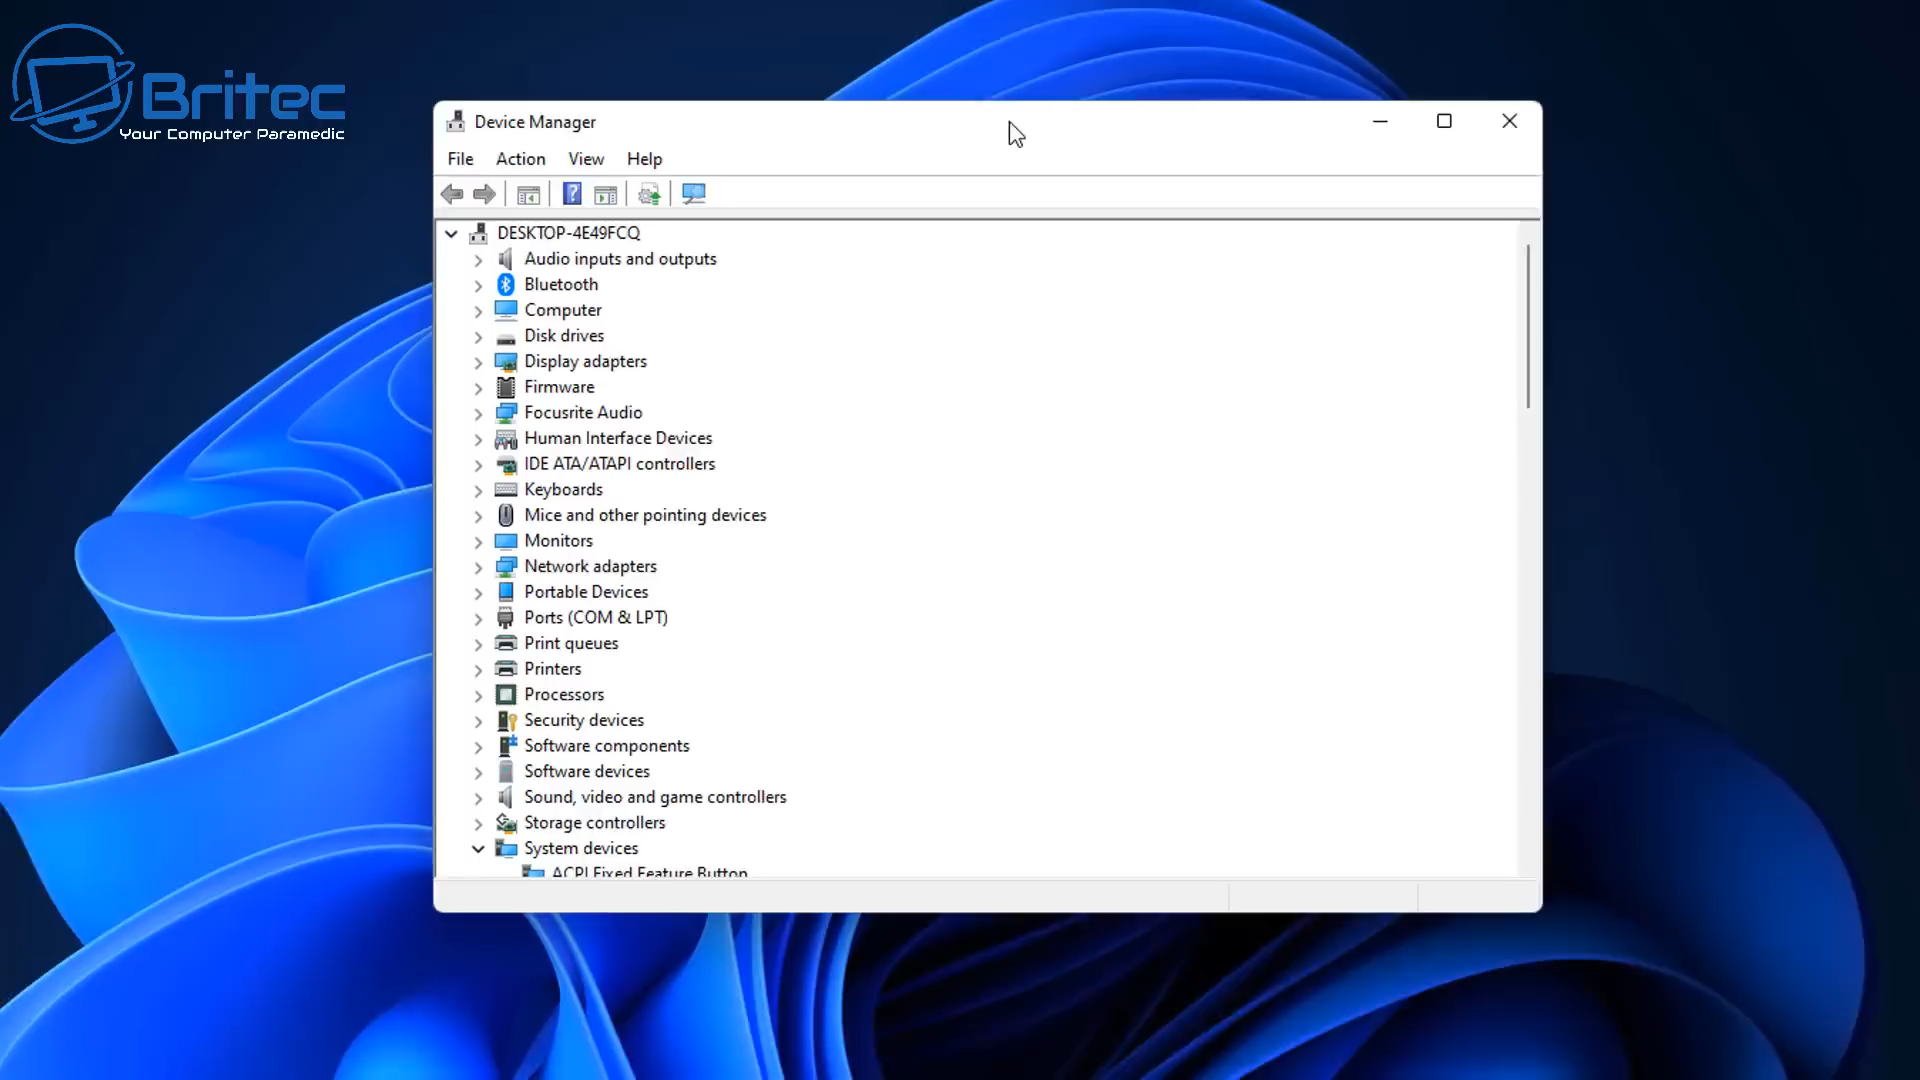 Britec
Your Computer Paramedic
Device Manager
File Action View Help
DESKTOP-4E49FCQ
Audio inputs and outputs
Bluetooth
Computer
Disk drives
Display adapters
Firmware
Focusrite Audio
Human Interface Devices
IDE ATA/ATAPI controllers
Keyboards
Mice and other pointing devices
Monitors
Network adapters
Portable Devices
Ports (COM & LPT)
Print queues
Printers
Processors
Security devices
Software components
Software devices
Sound, video and game controllers
Storage controllers
System devices
ACPI Fixed Feature Button